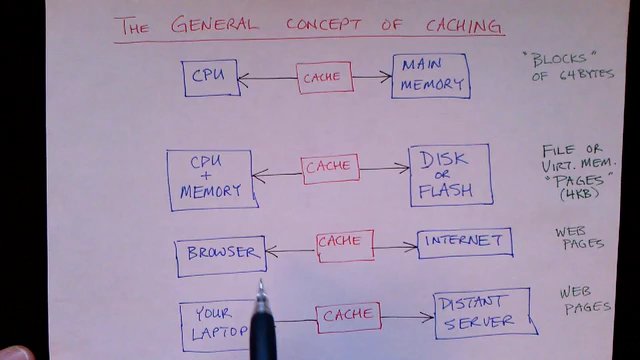 THE GENERAL CONCEPT OF CACHING
CPU
CACHE
MAIN
MEMORY
"BLOCKS"
OF 64 BYTES
CPU
+
MEMORY
CACHE
DISK
OR
FLASH
FILE OR
VIRT. MEM.
"PAGES"
(4KB)
BROWSER
CACHE
INTERNET
WEB
PAGES
YOUR
LAPTOP
CACHE
DISTANT
SERVER
WEB
PAGES